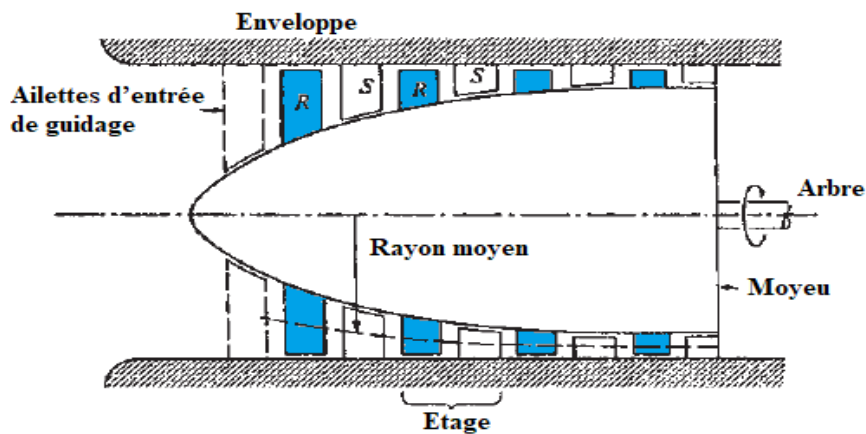 Enveloppe
Ailettes d'entrée
de guidage
R
S
R
S
Arbre
Rayon moyen
Moyeu
Etage